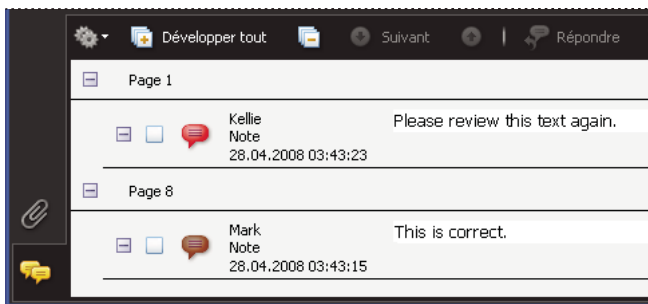 Développer tout Suivant Répondre
Page 1
Kellie Please review this text again.
Note
28.04.2008 03:43:23
Page 8
Mark This is correct.
Note
28.04.2008 03:43:15